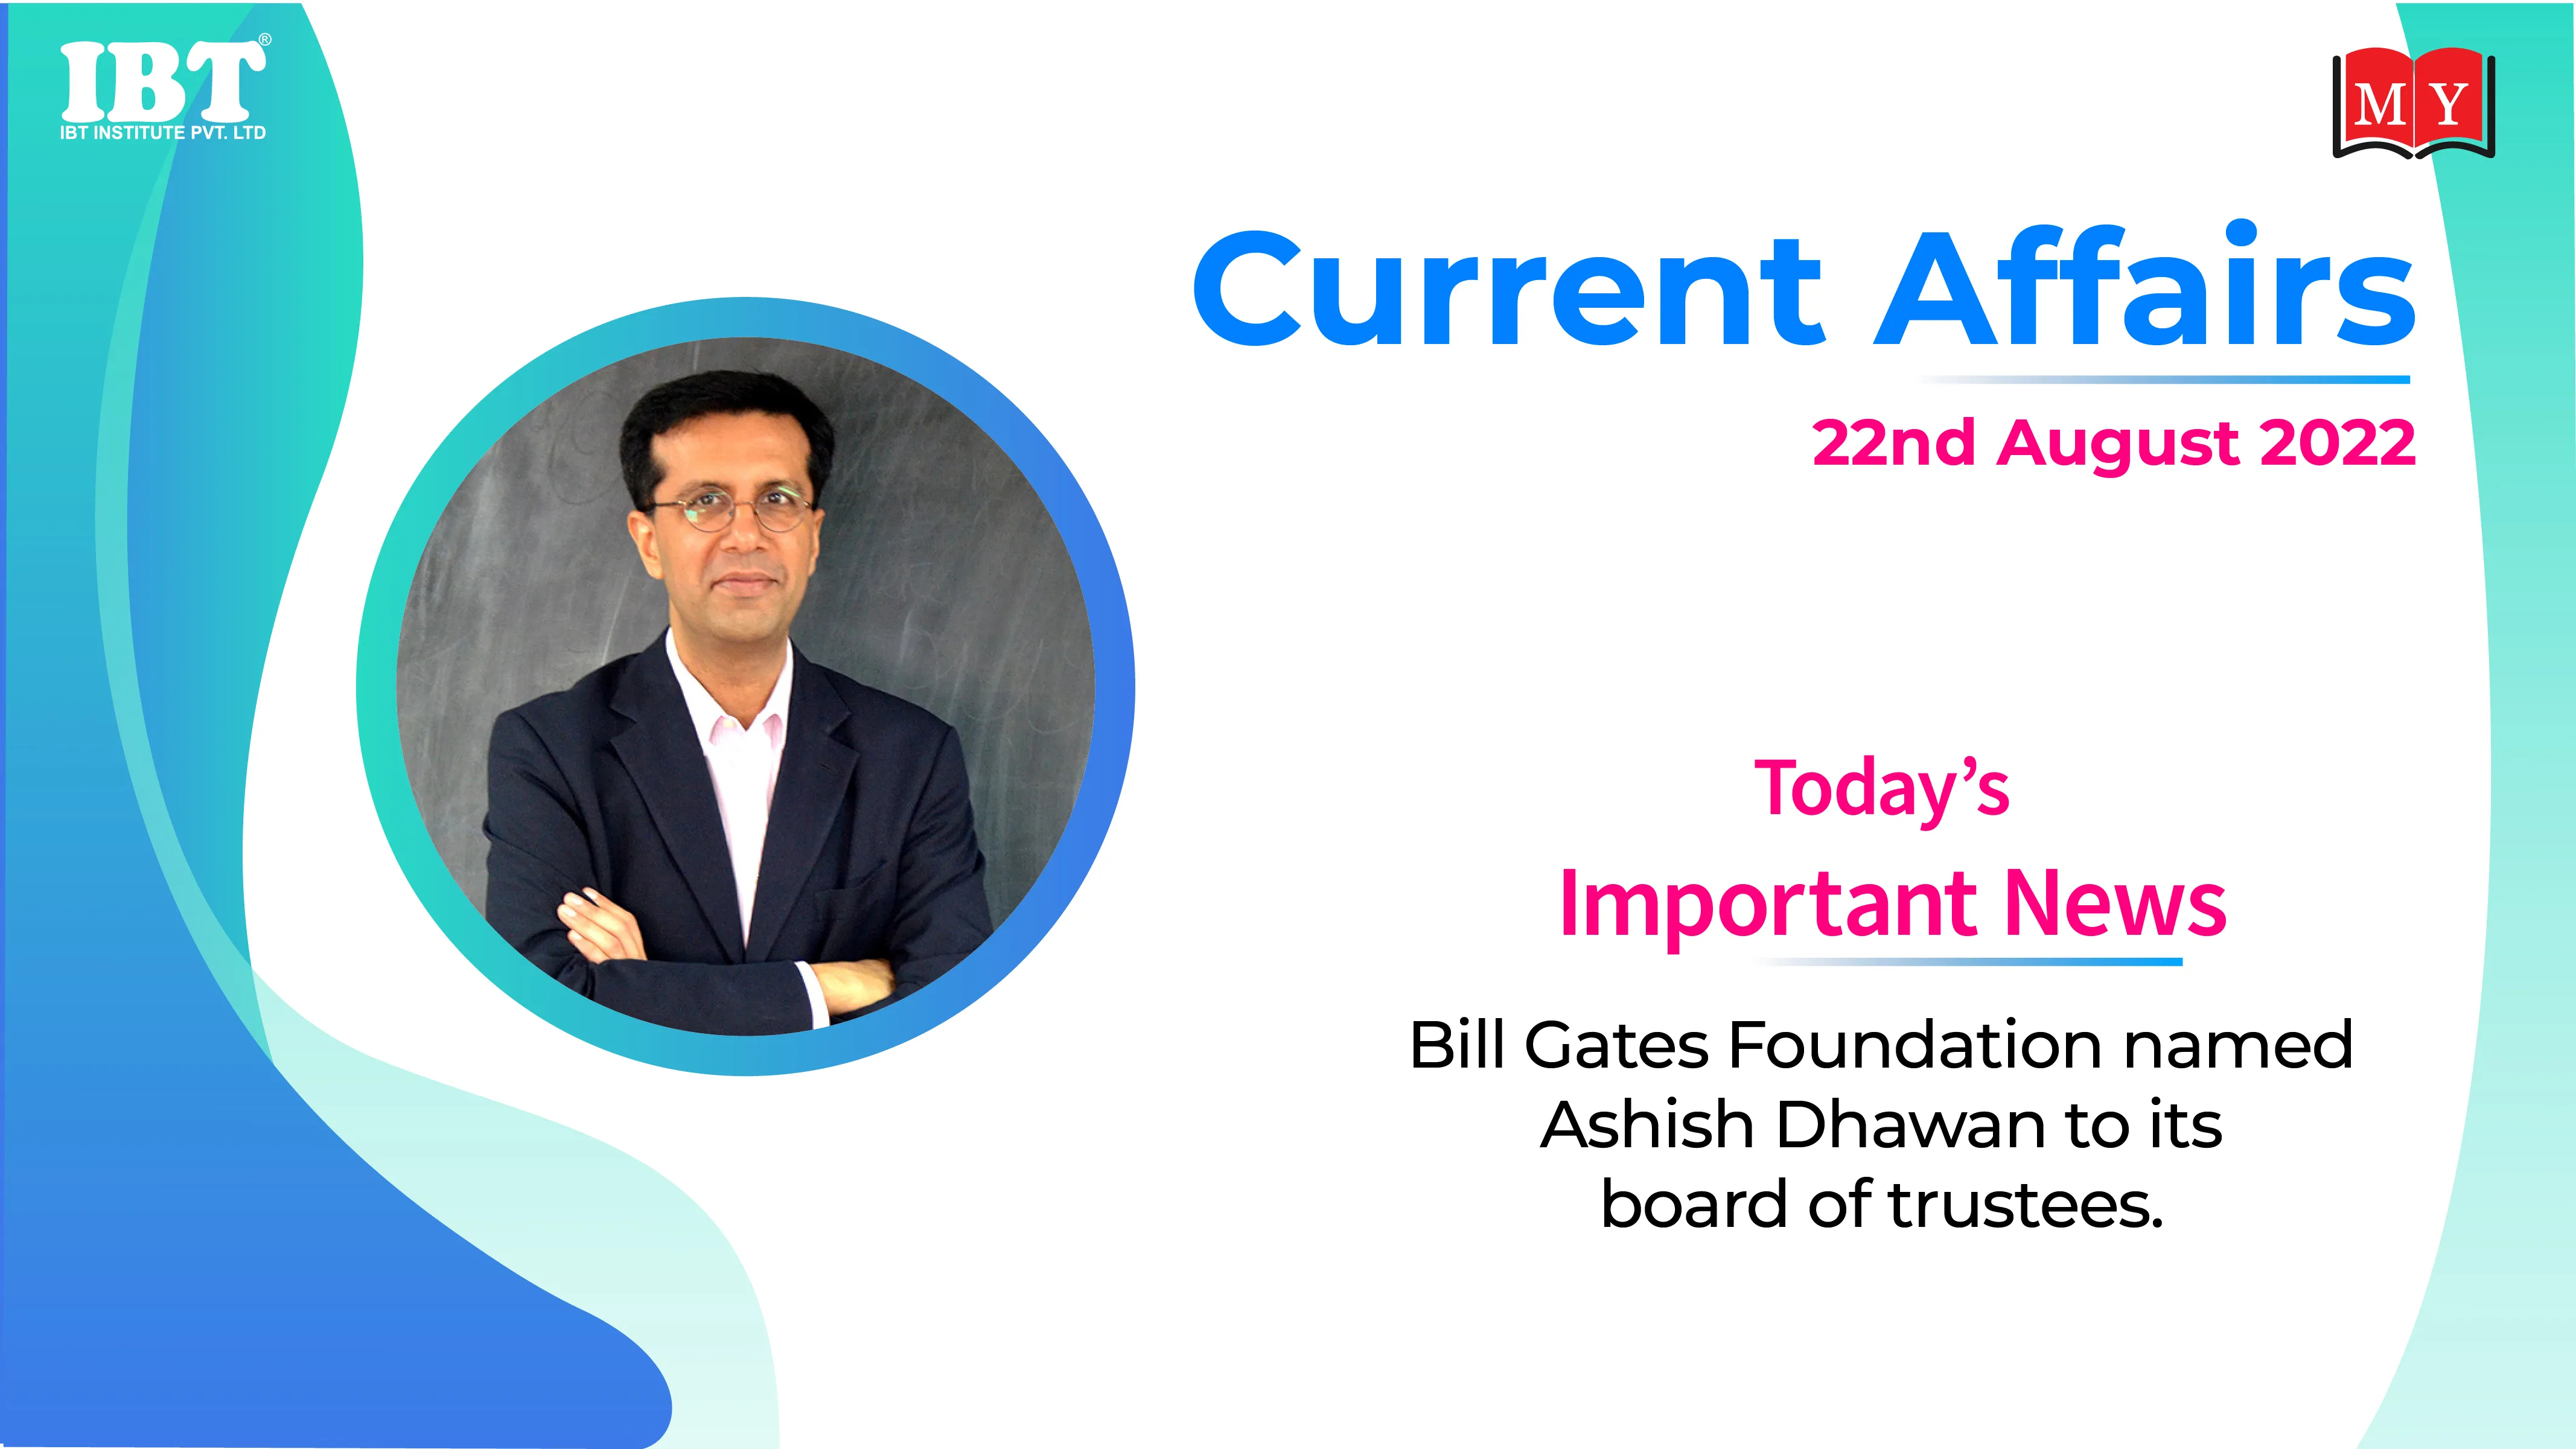 IBT®
IBT INSTITUTE PVT. LTD
M Y
Current Affairs
22nd August 2022
Today’s
Important News
Bill Gates Foundation named
Ashish Dhawan to its
board of trustees.